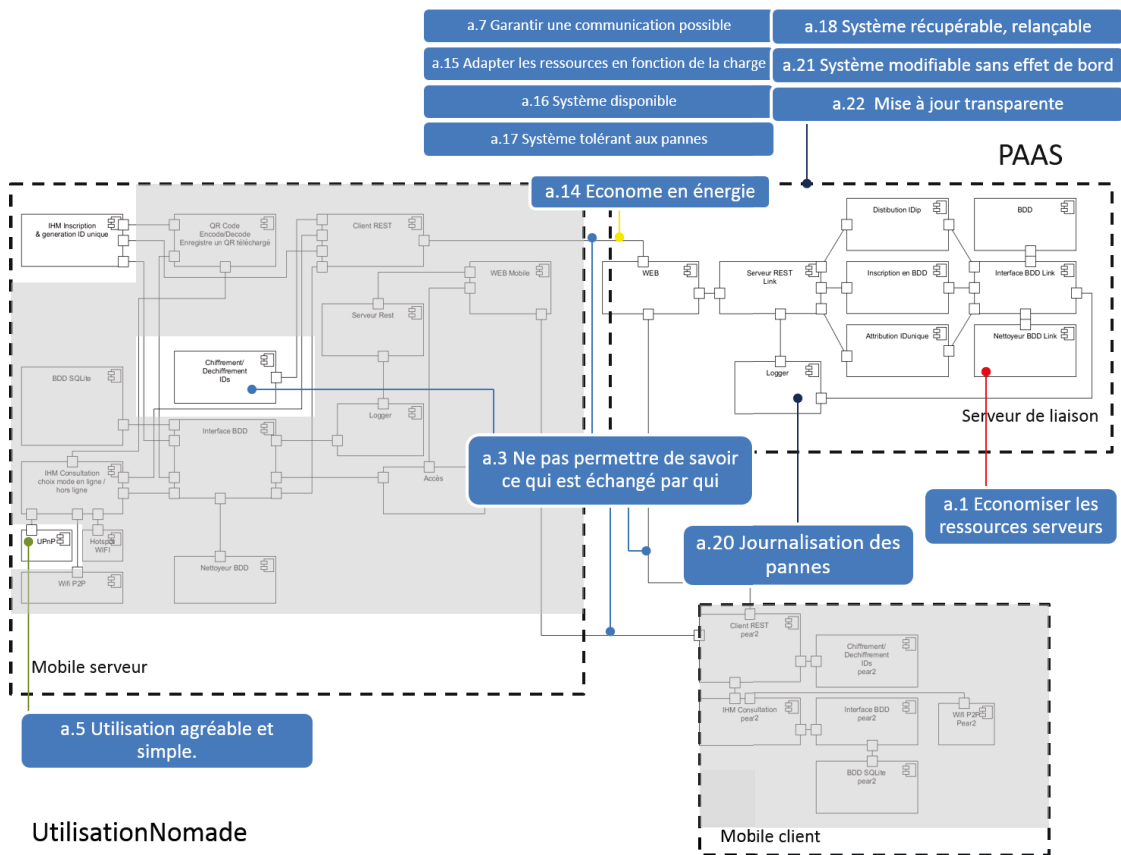 a.7 Garantir une communication possible
a.18 Système récupérable, relançable
a.15 Adapter les ressources en fonction de la charge
a.21 Système modifiable sans effet de bord
a.16 Système disponible
a.22 Mise à jour transparente
a.17 Système tolérant aux pannes
PAAS
a.14 Econome en énergie
IHM Inscription
& generation ID unique
QR Code
Encode/Decode
Enregistre un QR téléchargé
Client REST
WEB Mobile
Serveur Rest
WEB
Serveur REST
Link
Distibution IDip
BDD
Inscription en BDD
Interface BDD Link
Attribution IDunique
Nettoyeur BDD Link
Logger
Serveur de liaison
Chiffrement/
Dechiffrement
IDs
BDD SQLite
Logger
Interface BDD
IHM Consultation
choix mode en ligne /
hors ligne
Accès
a.3 Ne pas permettre de savoir
ce qui est échangé par qui
a.1 Economiser les
ressources serveurs
a.20 Journalisation des
pannes
UPnP
Hotspot
WIFI
Wifi P2P
Nettoyeur BDD
Mobile serveur
a.5 Utilisation agréable et
simple.
Client REST
pear2
Chiffrement/
Dechiffrement
IDs
pear2
IHM Consultation
pear2
Interface BDD
pear2
Wifi P2P
Pear2
BDD SQLite
pear2
Mobile client
UtilisationNomade